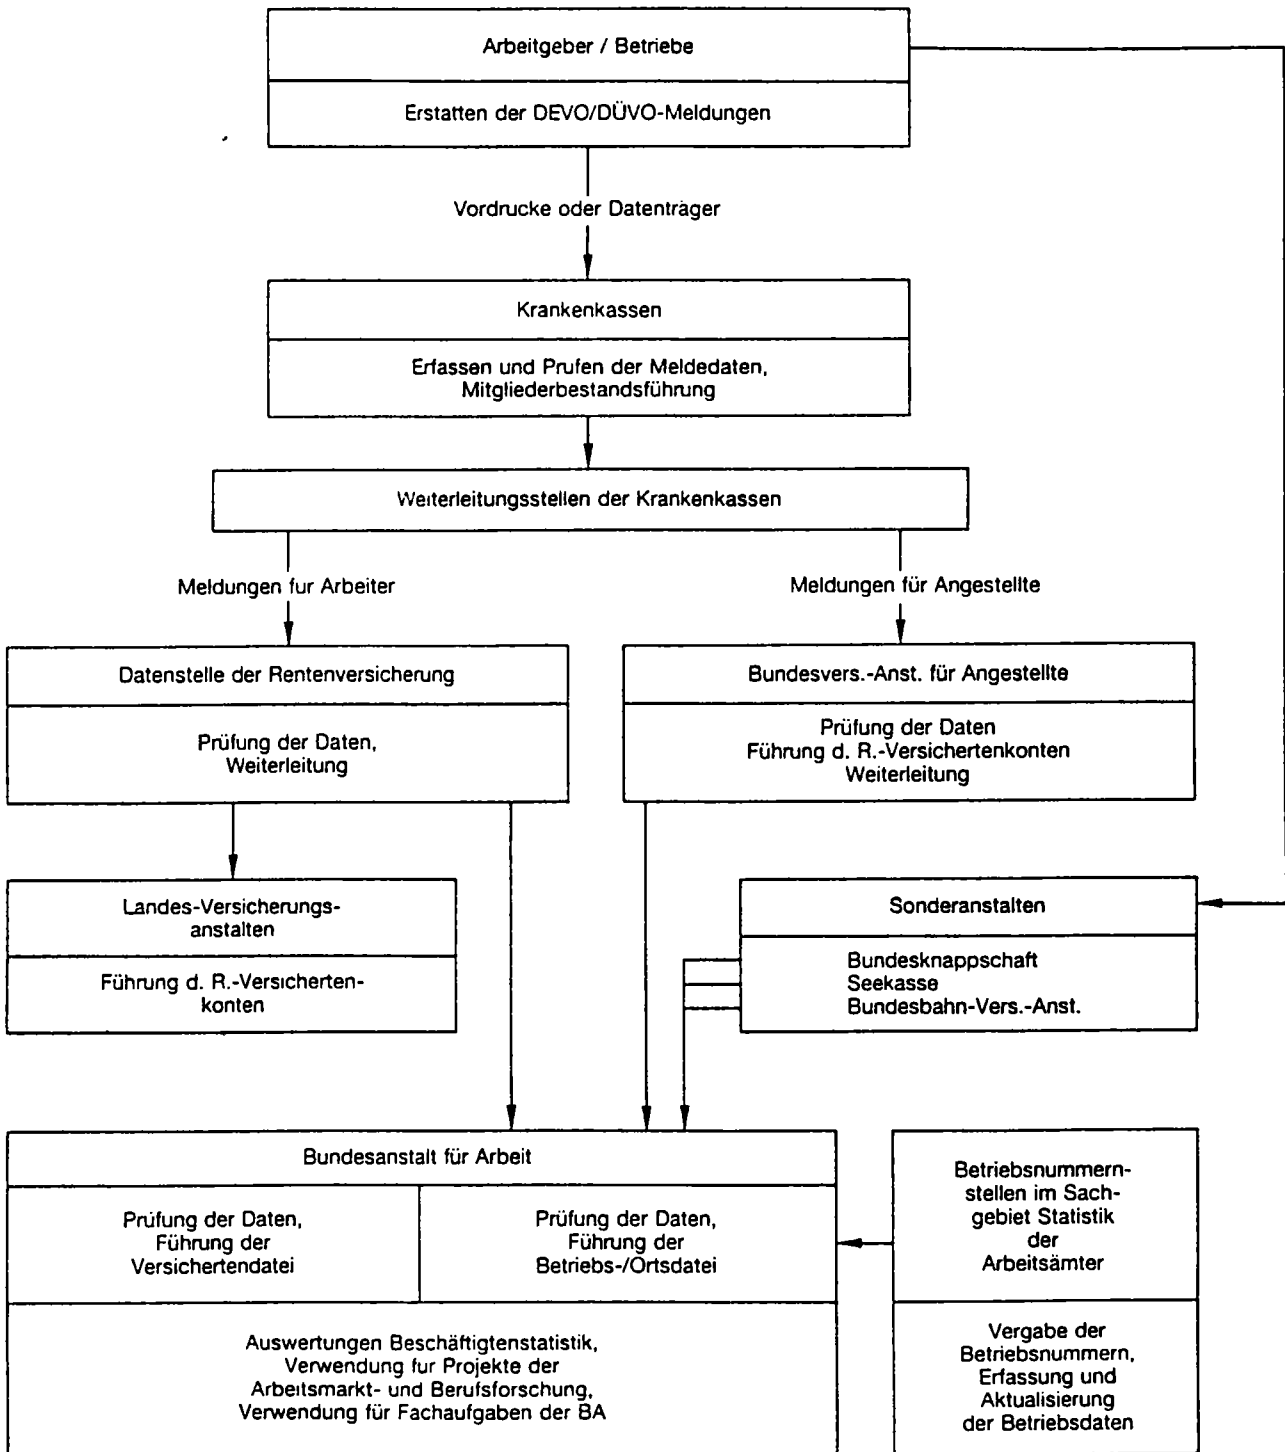 Arbeitgeber / Betriebe
Erstatten der DEVO/DÜVO-Meldungen
Vordrucke oder Datenträger
Krankenkassen
Erfassen und Prufen der Meldedaten,
Mitgliederbestandsführung
Weiterleitungsstellen der Krankenkassen
Meldungen fur Arbeiter
Meldungen für Angestellte
Datenstelle der Rentenversicherung
Prüfung der Daten,
Weiterleitung
Bundesvers.-Anst. für Angestellte
Prüfung der Daten
Führung d. R.-Versichertenkonten
Weiterleitung
Landes-Versicherungs-
anstalten
Führung d. R.-Versicherten-
konten
Sonderanstalten
Bundesknappschaft
Seekasse
Bundesbahn-Vers.-Anst.
Bundesanstalt für Arbeit
Prüfung der Daten,
Führung der
Versichertendatei
Prüfung der Daten,
Führung der
Betriebs-/Ortsdatei
Auswertungen Beschäftigtenstatistik,
Verwendung fur Projekte der
Arbeitsmarkt- und Berufsforschung,
Verwendung für Fachaufgaben der BA
Betriebsnummern-
stellen im Sach-
gebiet Statistik
der
Arbeitsämter
Vergabe der
Betriebsnummern,
Erfassung und
Aktualisierung
der Betriebsdaten